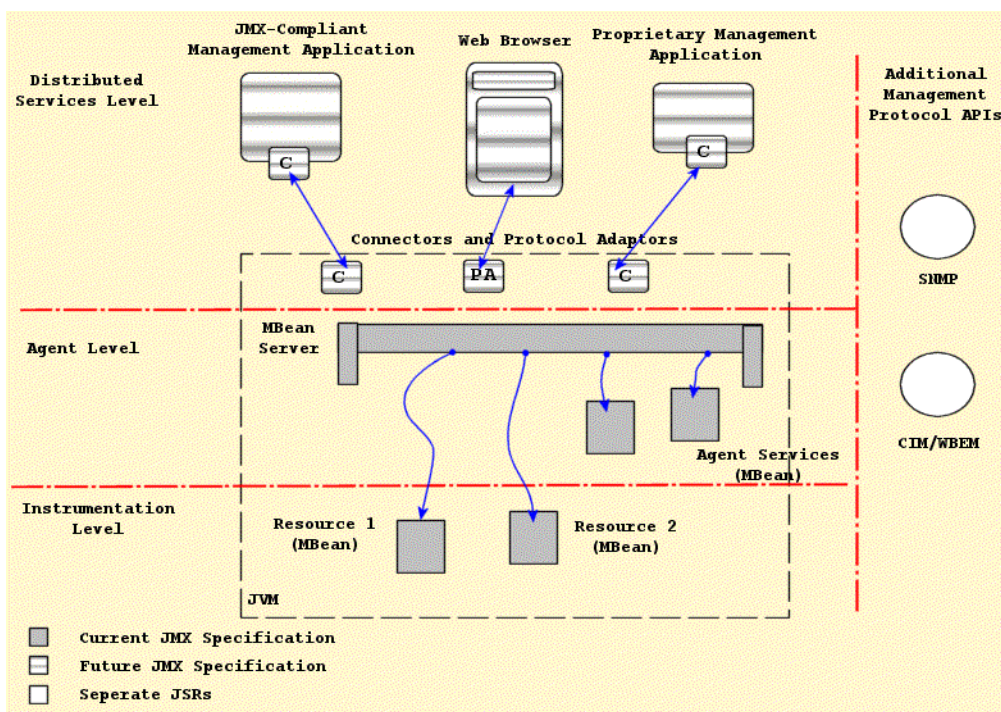 JMX-Compliant
Management Application
Web Browser
Proprietary Management
Application
Distributed
Services Level
Additional
Management
Protocol APIs
C
C
Connectors and Protocol Adaptors
C
PA
C
SNMP
MBean
Server
Agent Level
CIM/WBEM
Agent Services
(MBean)
Instrumentation
Level
Resource 1
(MBean)
Resource 2
(MBean)
JVM
Current JMX Specification
Future JMX Specification
Seperate JSRs